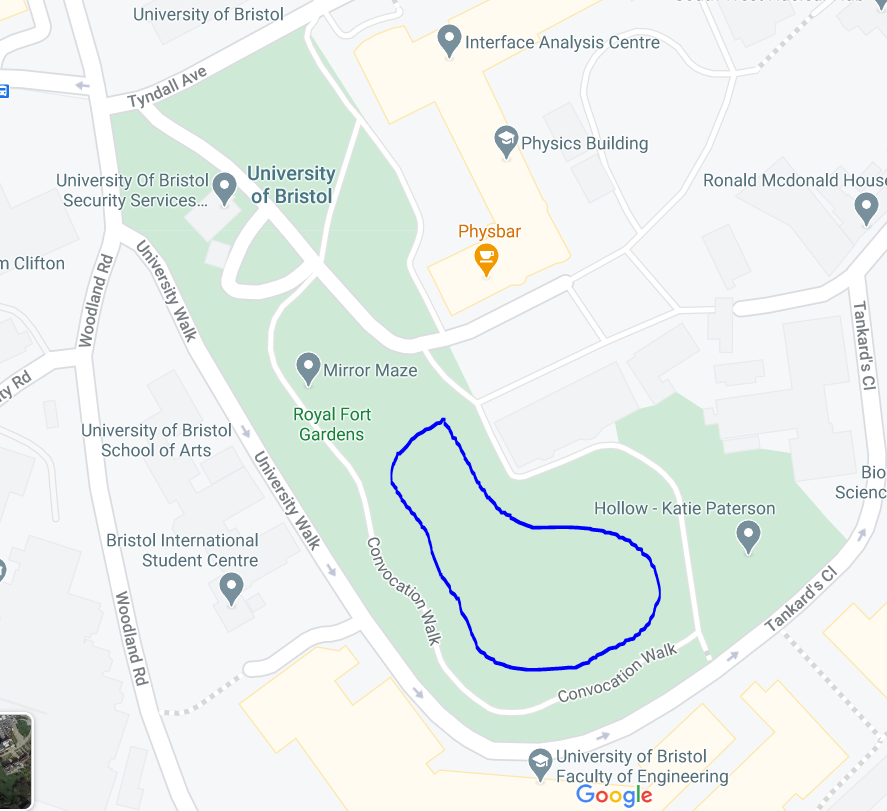 University of Bristol
Interface Analysis Centre
Tyndall Ave
Physics Building
University Of Bristol
Security Services...
University
of Bristol
Ronald Mcdonald House
Physbar
m Clifton
Woodland Rd
University Walk
Tankard's Cl
Mirror Maze
ty Rd
Royal Fort
Gardens
University of Bristol
School of Arts
University Walk
Bio
Scienc
Hollow - Katie Paterson
Bristol International
Student Centre
Convocation Walk
Woodland Rd
Tankard's Cl
Convocation Walk
University of Bristol
Faculty of Engineering
Google